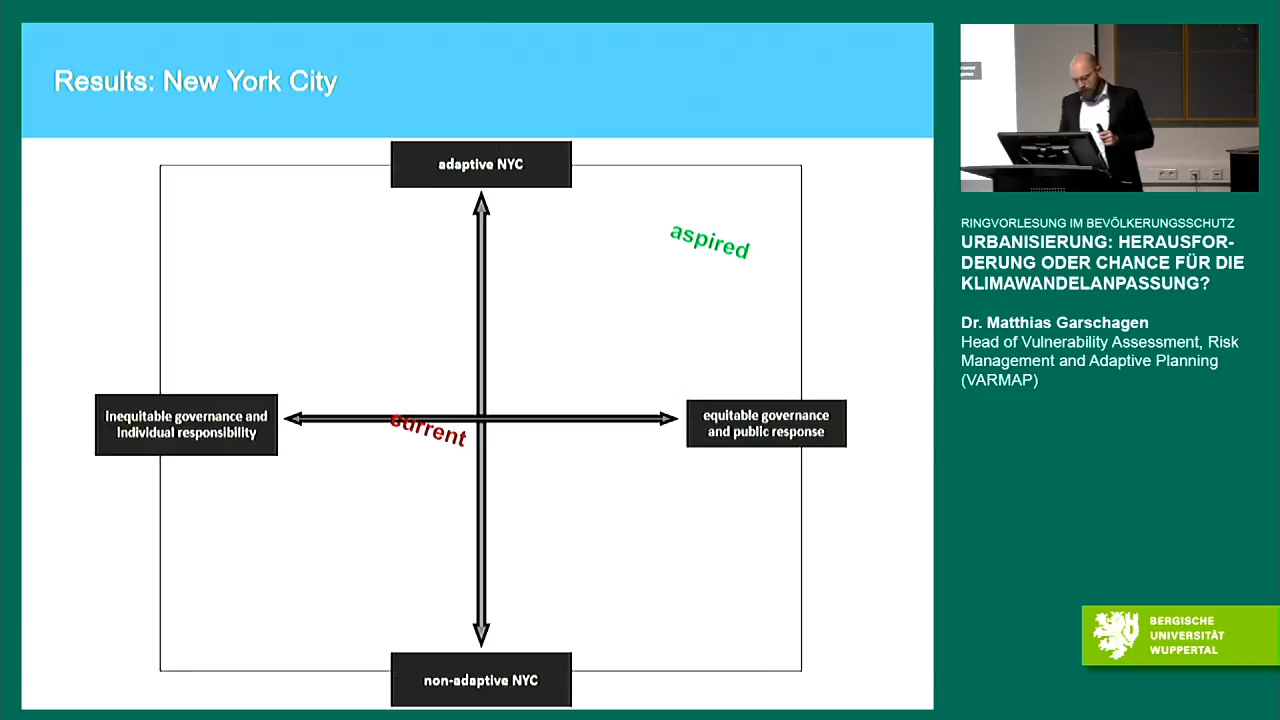 Results: New York City
adaptive NYC
aspired
inequitable governance and
individual responsibility
current
equitable governance
and public response
non-adaptive NYC
RINGVORLESUNG IM BEVÖLKERUNGSSCHUTZ
URBANISIERUNG: HERAUSFOR-
DERUNG ODER CHANCE FÜR DIE
KLIMAWANDELANPASSUNG?
Dr. Matthias Garschagen
Head of Vulnerability Assessment, Risk
Management and Adaptive Planning
(VARMAP)
BERGISCHE
UNIVERSITÄT
WUPPERTAL